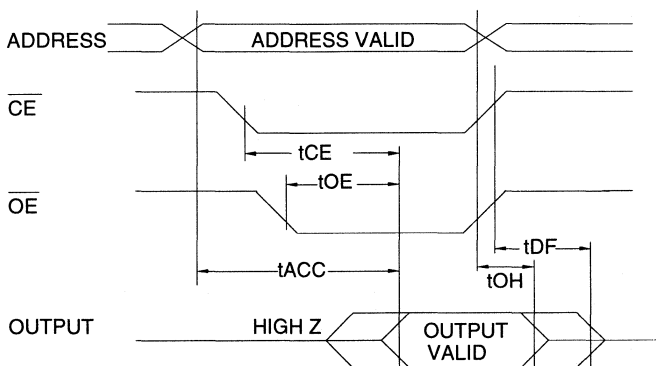 ADDRESS
ADDRESS VALID
CE
tCE
tOE
OE
tDF
tACC
tOH
OUTPUT
HIGH Z
OUTPUT
VALID